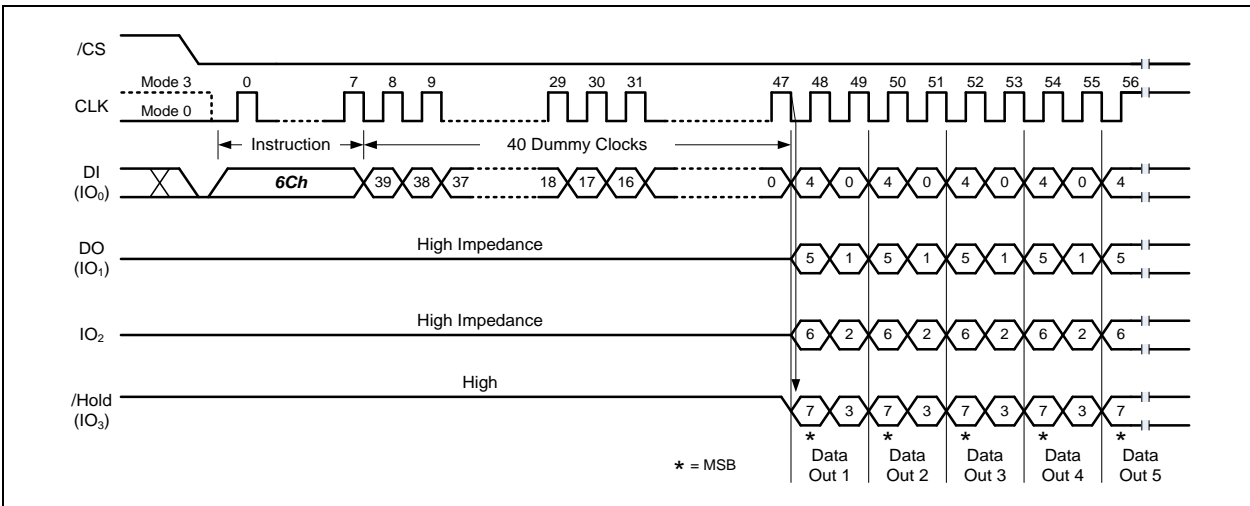 /CS
Mode 3 0 7 8 9 29 30 31 47 48 49 50 51 52 53 54 55 56
CLK
Mode 0
Instruction 40 Dummy Clocks
DI
(IO₀)
6Ch 39 38 37 18 17 16 0 4 0 4 0 4 0 4 0 4
High Impedance
DO
(IO₁)
5 1 5 1 5 1 5 1 5
High Impedance
IO₂ 6 2 6 2 6 2 6 2 6
High
/Hold
(IO₃)
7 3 7 3 7 3 7 3 7
* * * * *
* = MSB
Data Data Data Data Data
Out 1 Out 2 Out 3 Out 4 Out 5